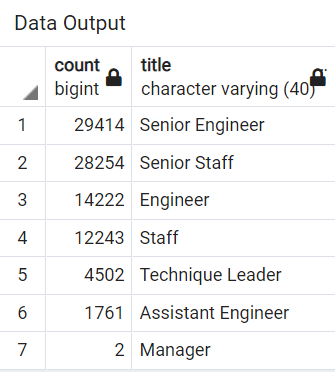 Data Output
count
bigint
title
character varying (40)
1 29414 Senior Engineer
2 28254 Senior Staff
3 14222 Engineer
4 12243 Staff
5 4502 Technique Leader
6 1761 Assistant Engineer
7 2 Manager